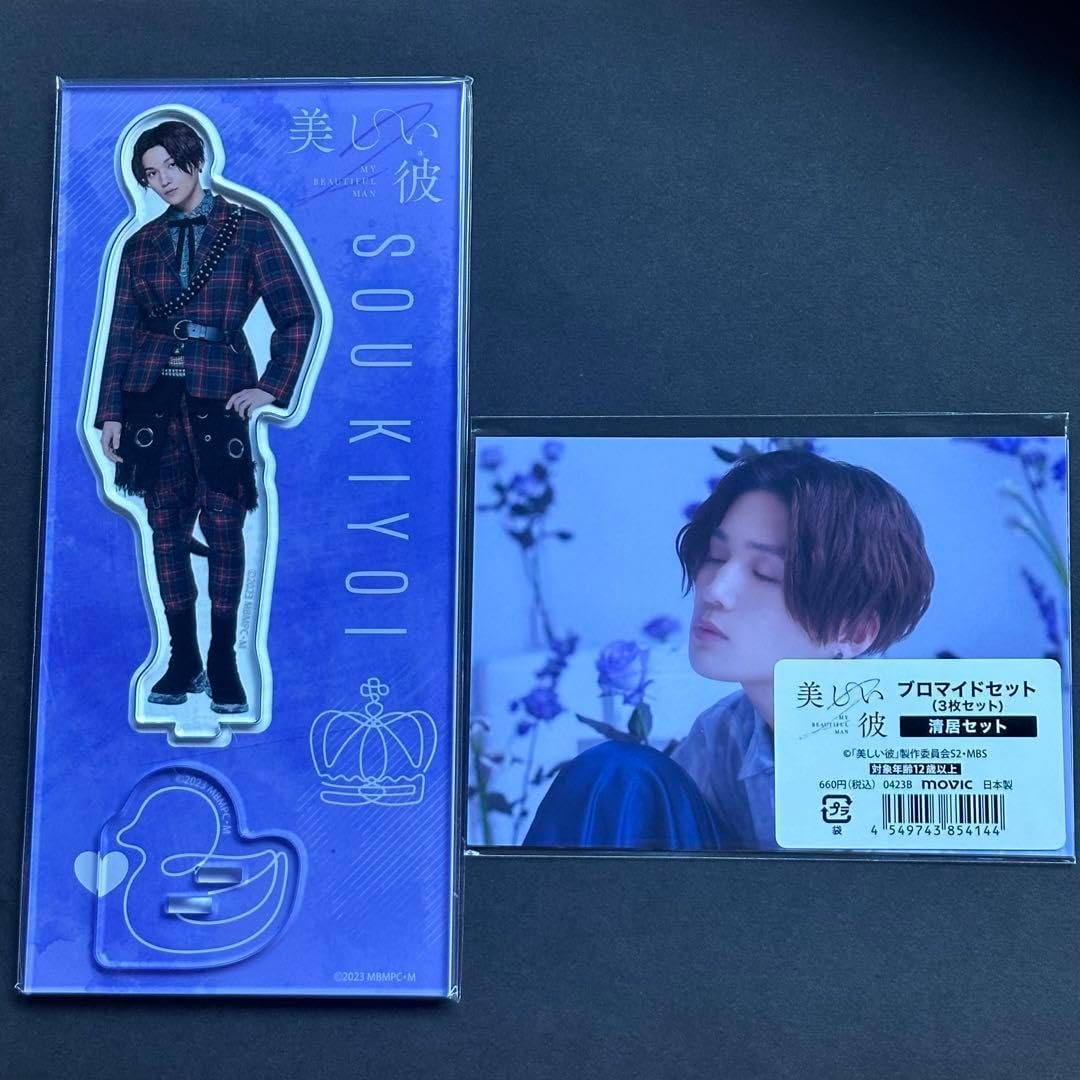 美しい
彼
MY
BEAUTIFUL
MAN
SOU KIYOI
©2023 MBMPC・M
©2023 MBMPC・M
©2023 MBMPC・M
美しい
彼
MY
BEAUTIFUL
MAN
ブロマイドセット
(3枚セット)
清居セット
©「美しい彼」製作委員会S2・MBS
対象年齢12歳以上
660円(税込) 0423B movic 日本製
プラ
袋
4 549743 854144